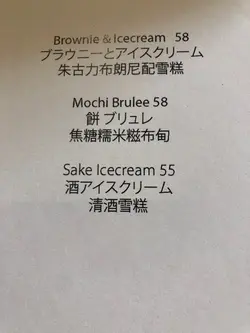 Brownie & Icecream 58
ブラウニーとアイスクリーム
朱古力布朗尼配雪糕
Mochi Brulee 58
餅 ブリュレ
焦糖糯米糍布甸
Sake Icecream 55
酒アイスクリーム
清酒雪糕